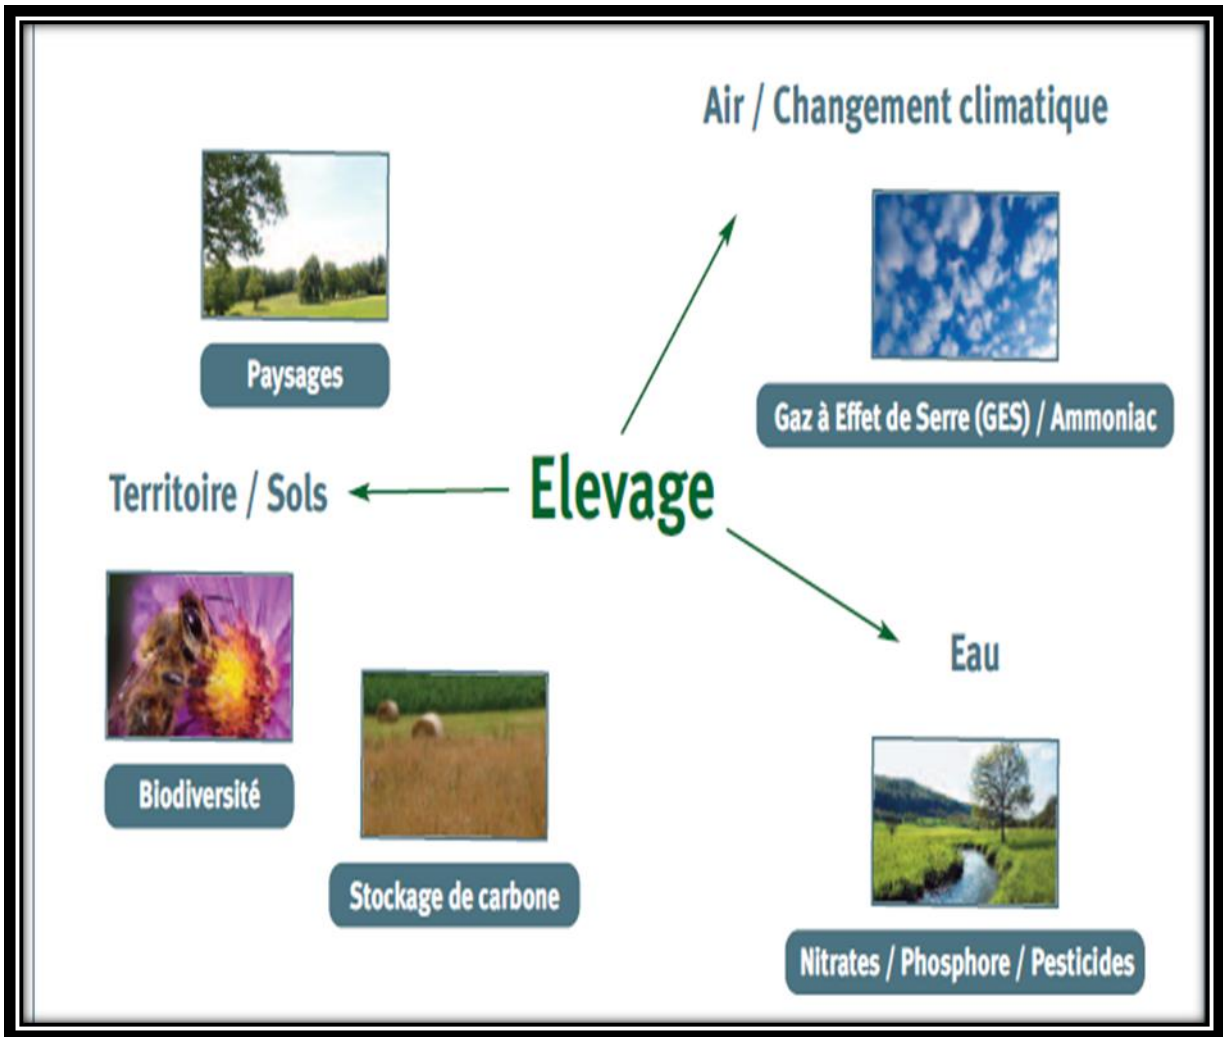 Air / Changement climatique
Paysages
Gaz à Effet de Serre (GES) / Ammoniac
Territoire / Sols
Elevage
Eau
Biodiversité
Stockage de carbone
Nitrates / Phosphore / Pesticides